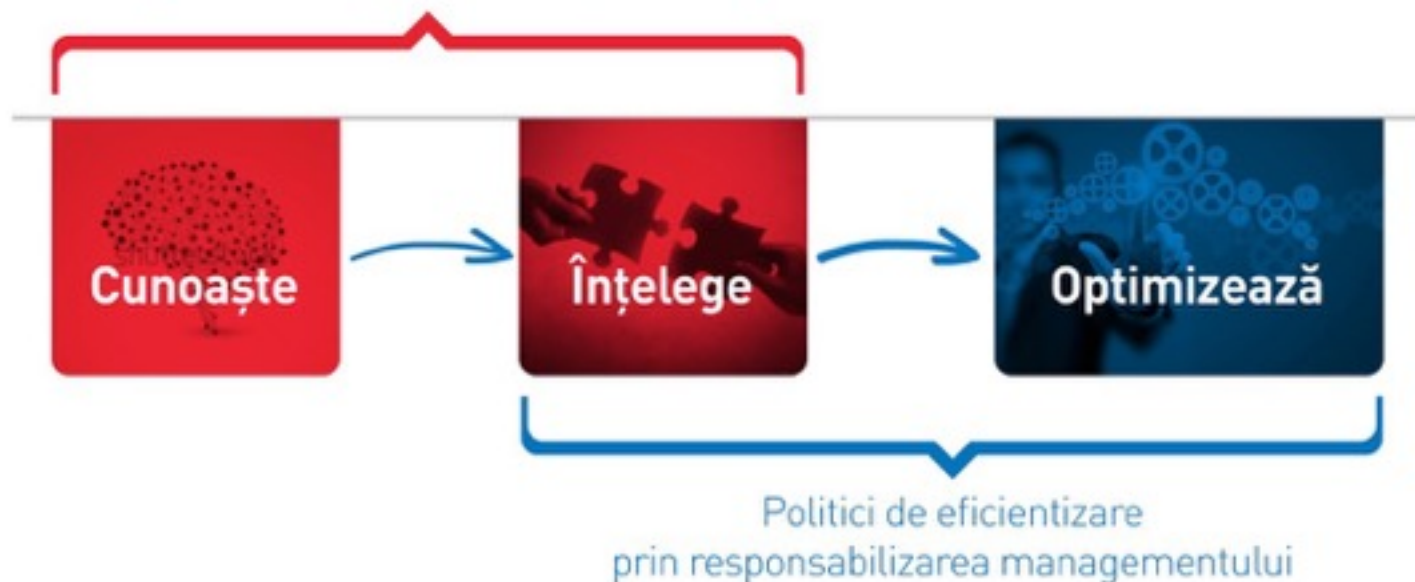 Cunoaște
Înțelege
Optimizează
Politici de eficientizare
prin responsabilizarea managementului